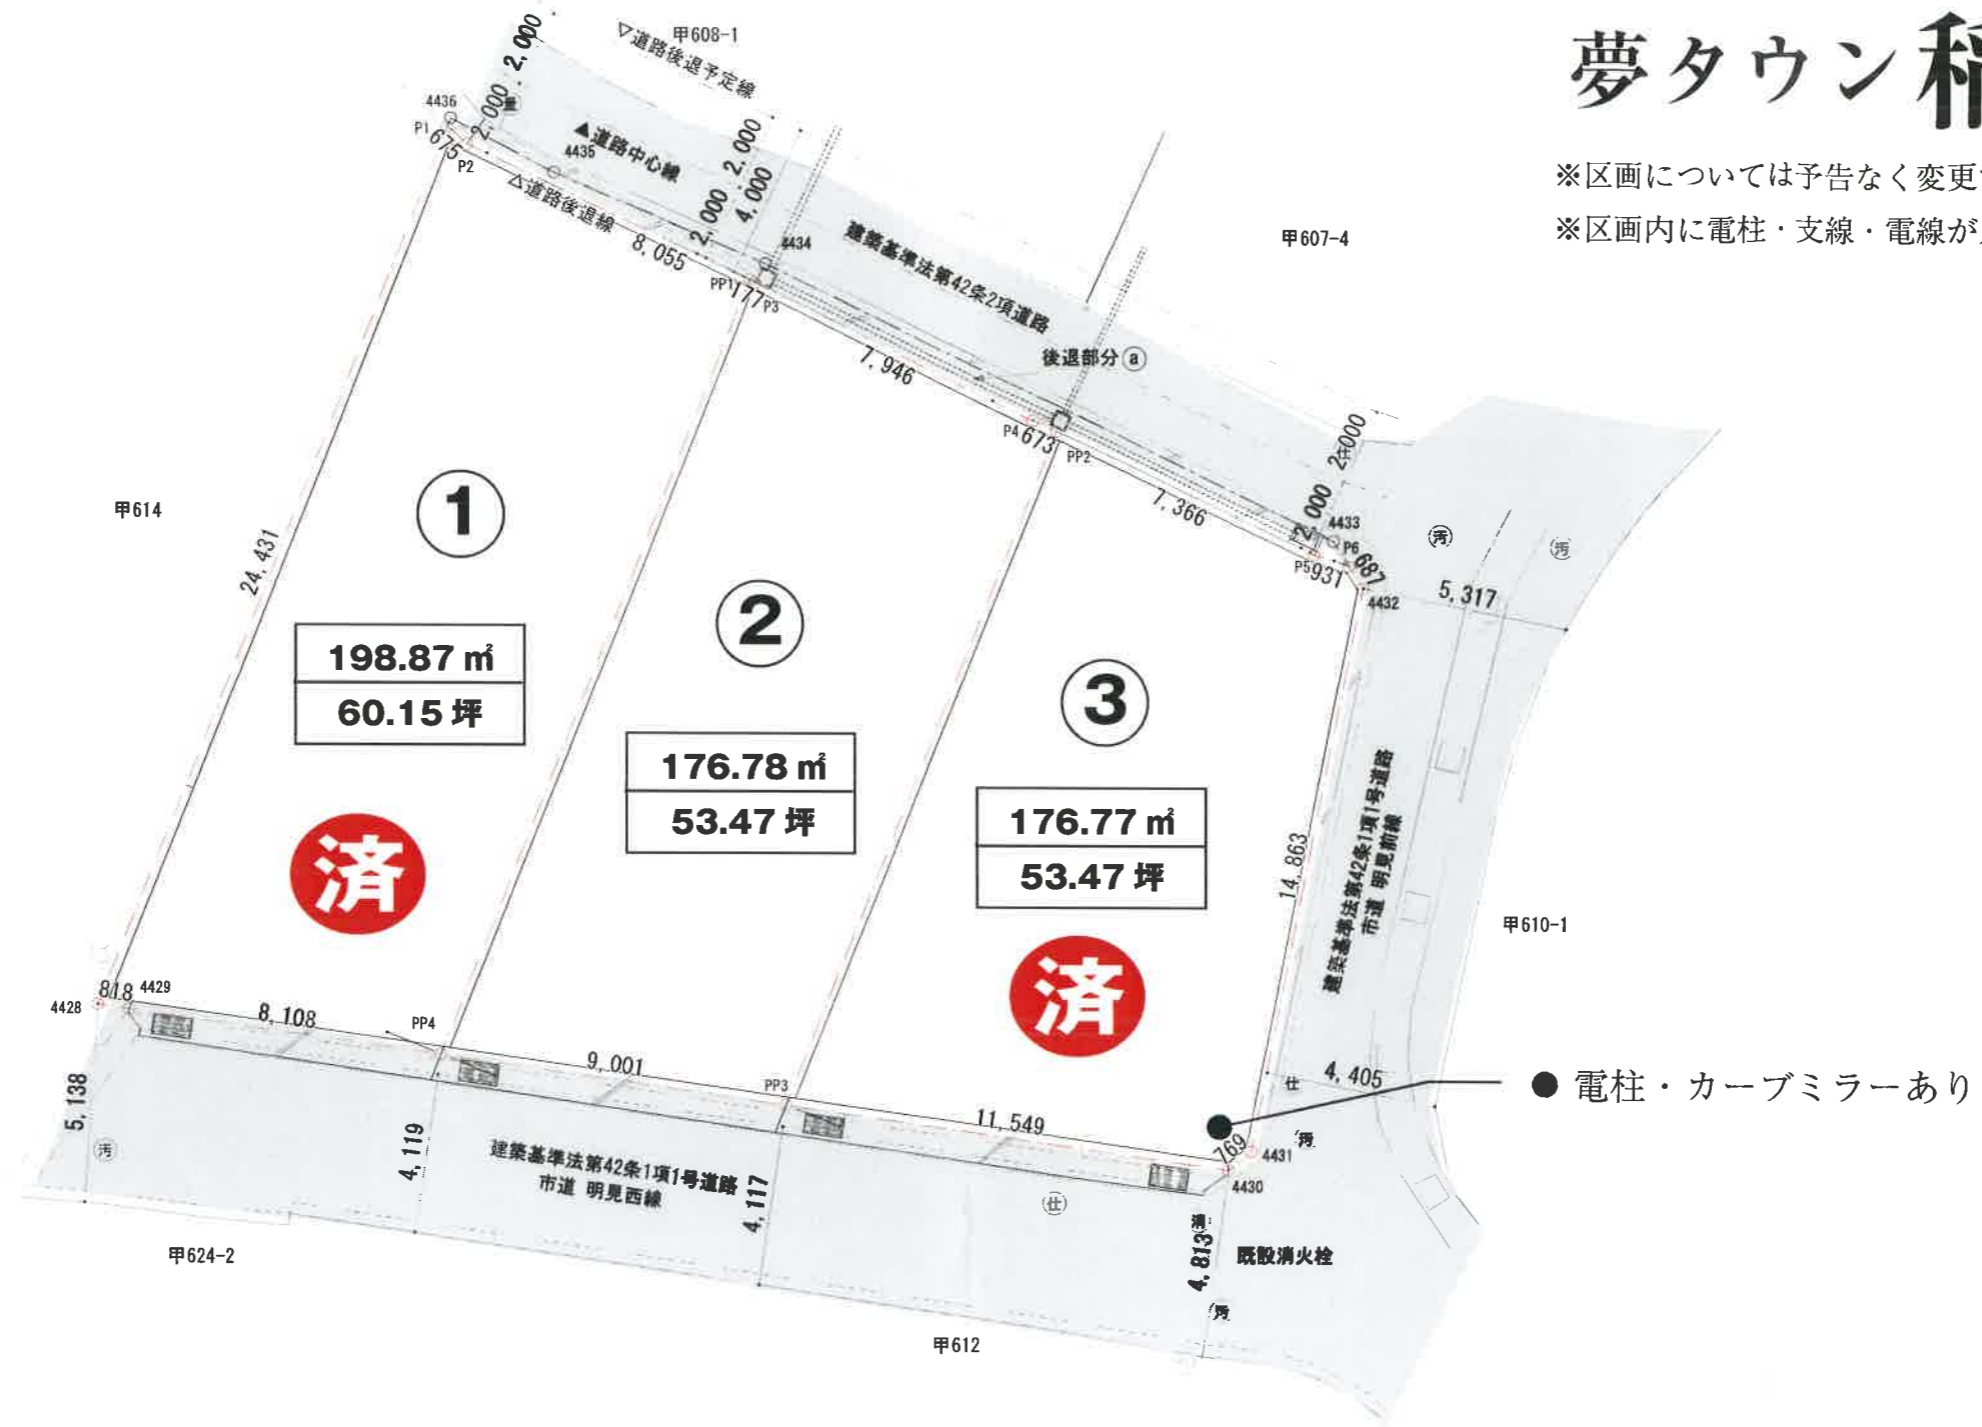 夢タウン
※区画については予告なく変更
※区画内に電柱・支線・電線が
甲608-1
▽道路後退予定線
2,000
2,000
4436
P1
675
P2
▲道路中心線
4435
△道路後退線
8,055
2,000
2,000
4,000
4434
PP1
177
P3
建築基準法第42条2項道路
甲607-4
後退部分ⓐ
7,946
P4
673
PP2
7,366
2,000
2,000
4433
P6
P5
931
687
4432
5,317
汚
汚
甲614
24,431
①
198.87㎡
60.15坪
済
②
176.78㎡
53.47坪
③
176.77㎡
53.47坪
済
14,863
建築基準法第42条1項1号道路
市道 明見前線
甲610-1
4428
818
4429
8,108
PP4
9,001
PP3
11,549
769
4431
4430
仕
4,405
汚
● 電柱・カーブミラーあり
5,138
汚
4,119
建築基準法第42条1項1号道路
市道 明見西線
4,117
仕
消
4,813
既設消火栓
汚
甲624-2
甲612